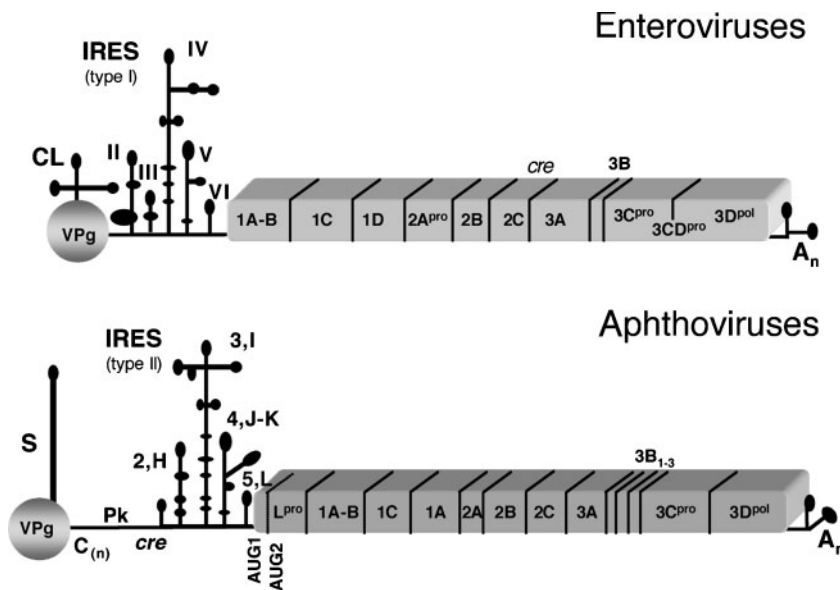 Enteroviruses
IRES
(type I)
IV
CL
II
III
V
VI
cre
3B
VPg
1A-B
1C
1D
2Apro
2B
2C
3A
3Cpro
3CDpro
3Dpol
An
Aphthoviruses
IRES
(type II)
3,I
S
2,H
4,J-K
5,L
3B1-3
VPg
C(n)
Pk
cre
AUG1
AUG2
Lpro
1A-B
1C
1A
2A
2B
2C
3A
3Cpro
3Dpol
An